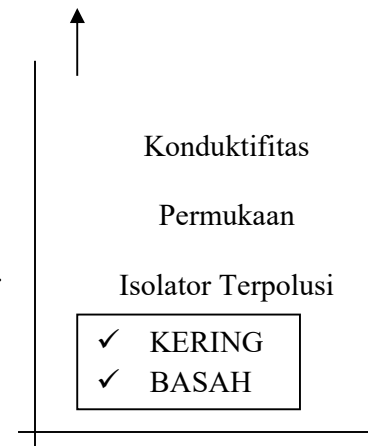 Konduktifitas
Permukaan
Isolator Terpolusi
✓ KERING
✓ BASAH